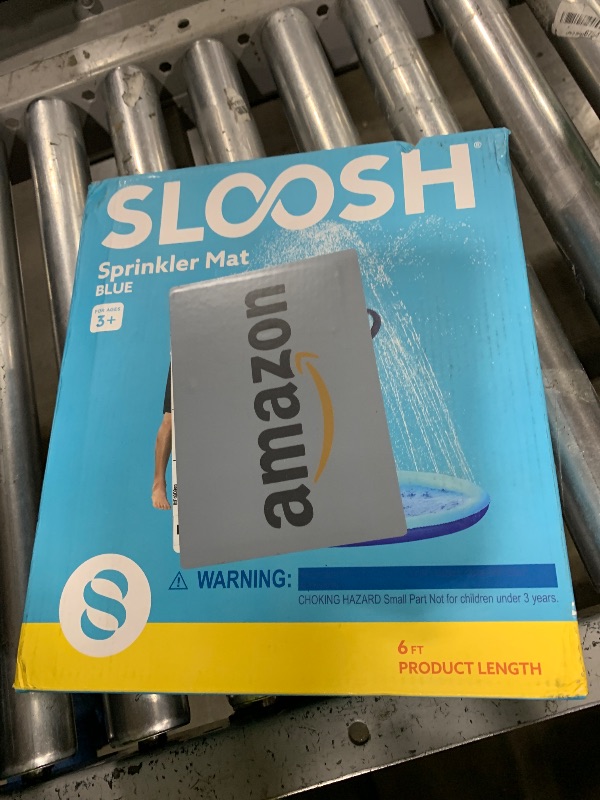 SLOOSH®
Sprinkler Mat
BLUE
FOR AGES
3+
amazon
WARNING:
CHOKING HAZARD Small Part Not for children under 3 years.
6 FT
PRODUCT LENGTH